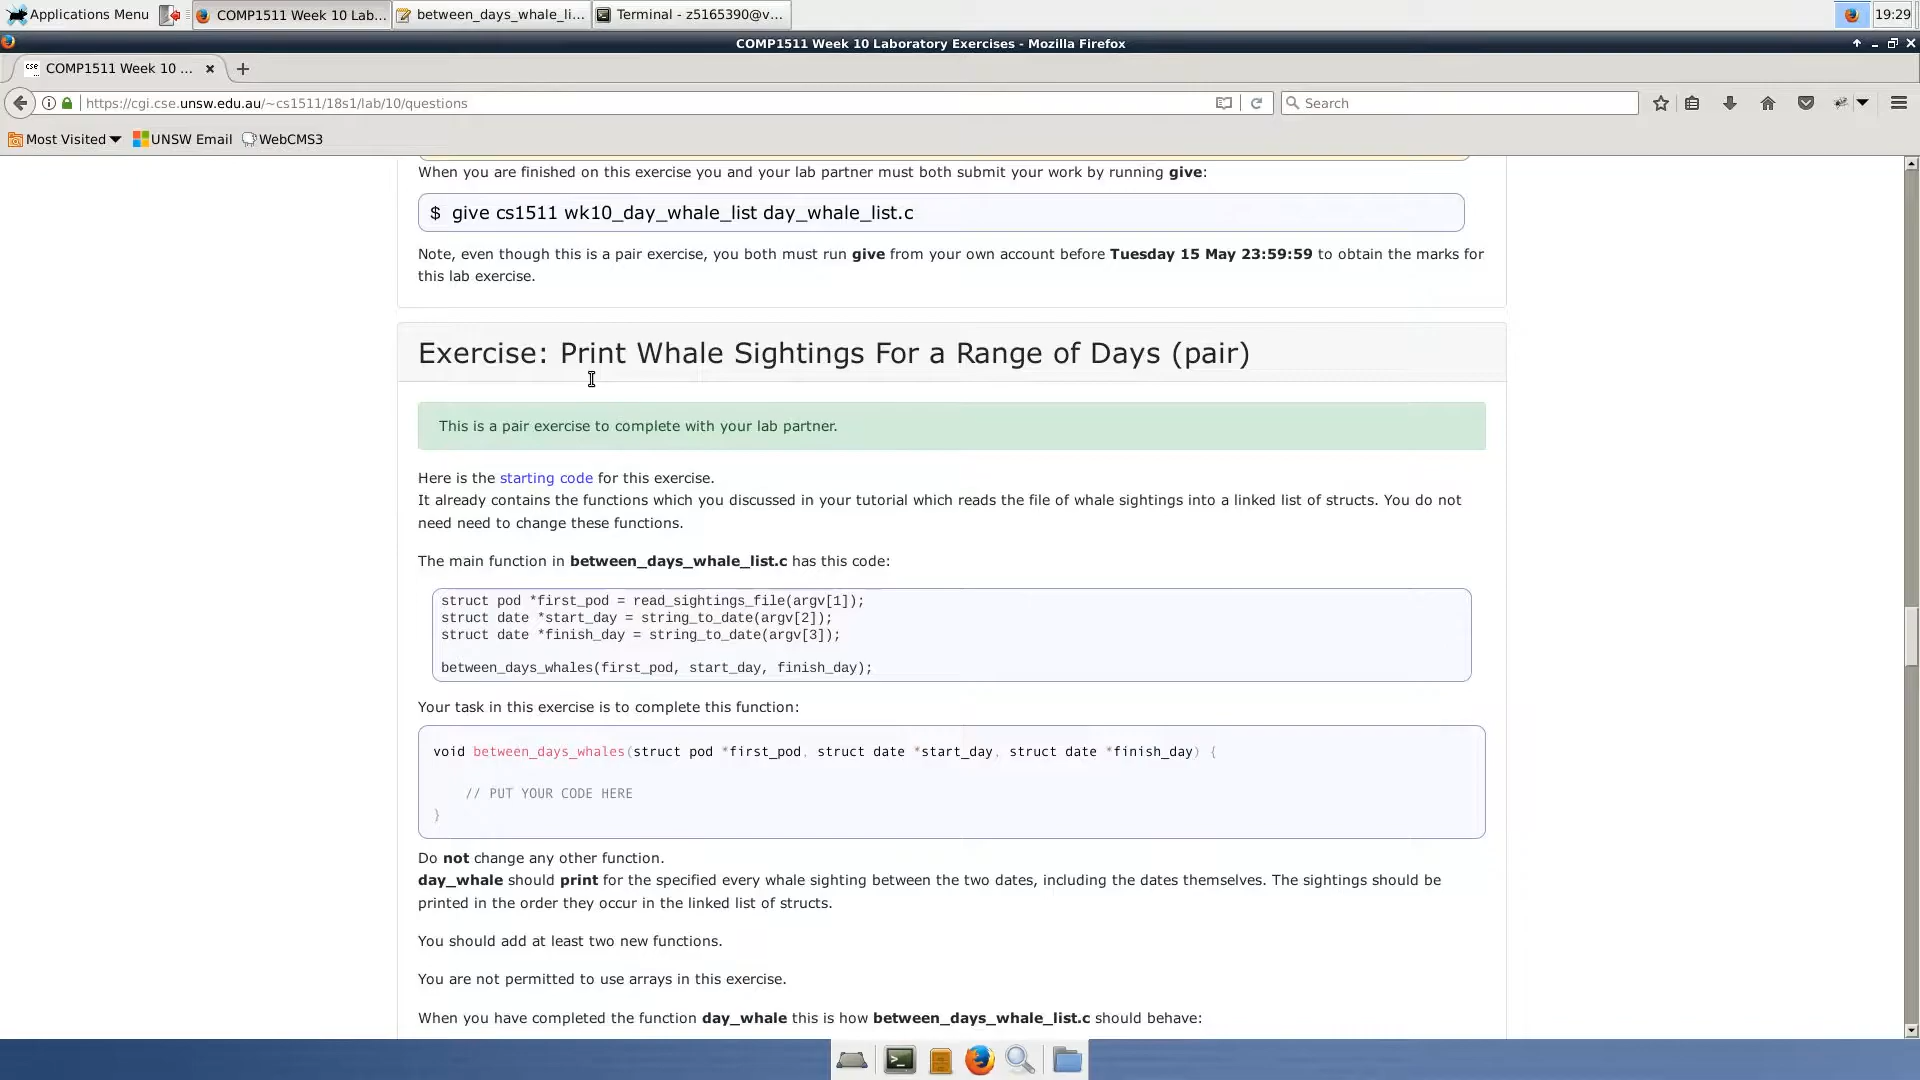 Applications Menu
COMP1511 Week 10 Lab...
between_days_whale_li...
Terminal - z5165390@v...
19:29
COMP1511 Week 10 Laboratory Exercises - Mozilla Firefox
cse COMP1511 Week 10 ...
https://cgi.cse.unsw.edu.au/~cs1511/18s1/lab/10/questions
Search
Most Visited
UNSW Email
WebCMS3
When you are finished on this exercise you and your lab partner must both submit your work by running give:
$ give cs1511 wk10_day_whale_list day_whale_list.c
Note, even though this is a pair exercise, you both must run give from your own account before Tuesday 15 May 23:59:59 to obtain the marks for
this lab exercise.
Exercise: Print Whale Sightings For a Range of Days (pair)
This is a pair exercise to complete with your lab partner.
Here is the starting code for this exercise.
It already contains the functions which you discussed in your tutorial which reads the file of whale sightings into a linked list of structs. You do not
need need to change these functions.
The main function in between_days_whale_list.c has this code:
struct pod *first_pod = read_sightings_file(argv[1]);
struct date *start_day = string_to_date(argv[2]);
struct date *finish_day = string_to_date(argv[3]);
between_days_whales(first_pod, start_day, finish_day);
Your task in this exercise is to complete this function:
void between_days_whales(struct pod *first_pod, struct date *start_day, struct date *finish_day) {
// PUT YOUR CODE HERE
}
Do not change any other function.
day_whale should print for the specified every whale sighting between the two dates, including the dates themselves. The sightings should be
printed in the order they occur in the linked list of structs.
You should add at least two new functions.
You are not permitted to use arrays in this exercise.
When you have completed the function day_whale this is how between_days_whale_list.c should behave: